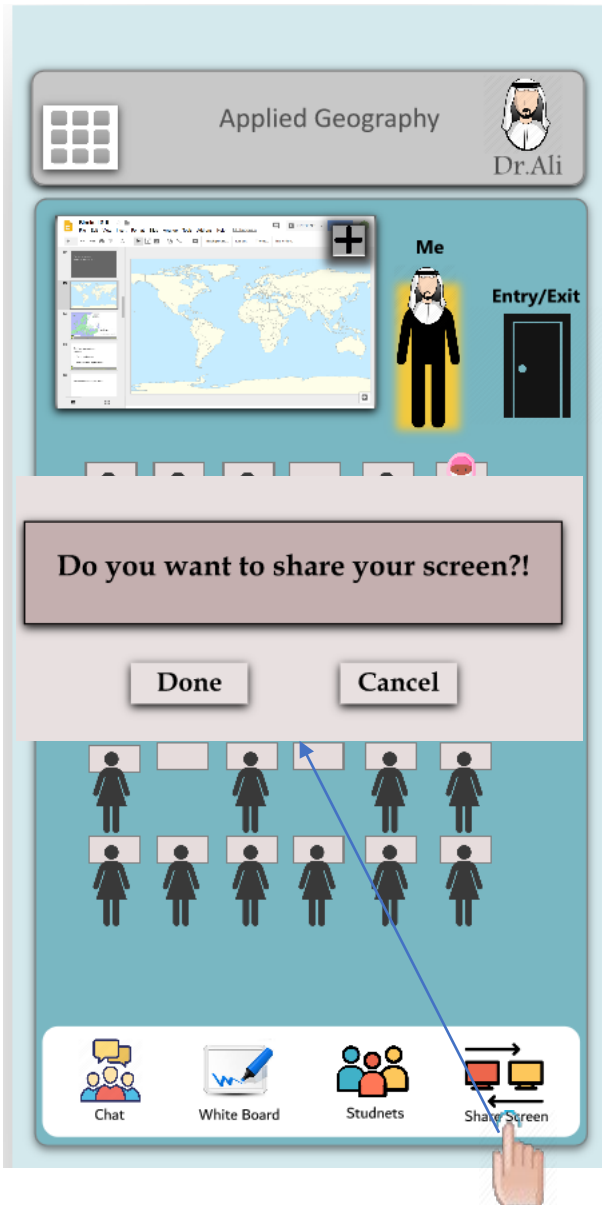 Applied Geography
Dr.Ali
Me
Entry/Exit
Do you want to share your screen?!
Done
Cancel
Chat
White Board
Studnets
Share Screen